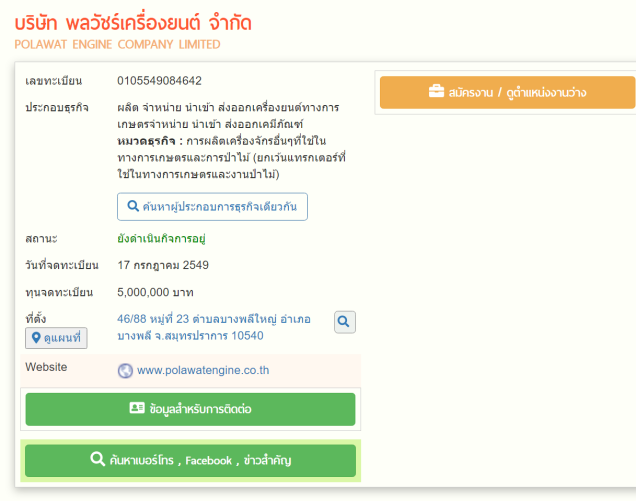 บริษัท พลวัชร์เครื่องยนต์ จำกัด
POLAWAT ENGINE COMPANY LIMITED
เลขทะเบียน 0105549084642
สมัครงาน / ดูตำแหน่งงานว่าง
ประกอบธุรกิจ ผลิต จำหน่าย นำเข้า ส่งออกเครื่องยนต์ทางการ
เกษตรจำหน่าย นำเข้า ส่งออกเคมีภัณฑ์
หมวดธุรกิจ : การผลิตเครื่องจักรอื่นๆที่ใช้ใน
ทางการเกษตรและการป่าไม้ (ยกเว้นแทรกเตอร์ที่
ใช้ในทางการเกษตรและงานป่าไม้)
ค้นหาผู้ประกอบการธุรกิจเดียวกัน
สถานะ ยังดำเนินกิจการอยู่
วันที่จดทะเบียน 17 กรกฎาคม 2549
ทุนจดทะเบียน 5,000,000 บาท
ที่ตั้ง 46/88 หมู่ที่ 23 ตำบลบางพลีใหญ่ อำเภอ
ดูแผนที่ บางพลี จ.สมุทรปราการ 10540
Website www.polawatengine.co.th
ข้อมูลสำหรับการติดต่อ
ค้นหาเบอร์โทร , Facebook , ข่าวสำคัญ